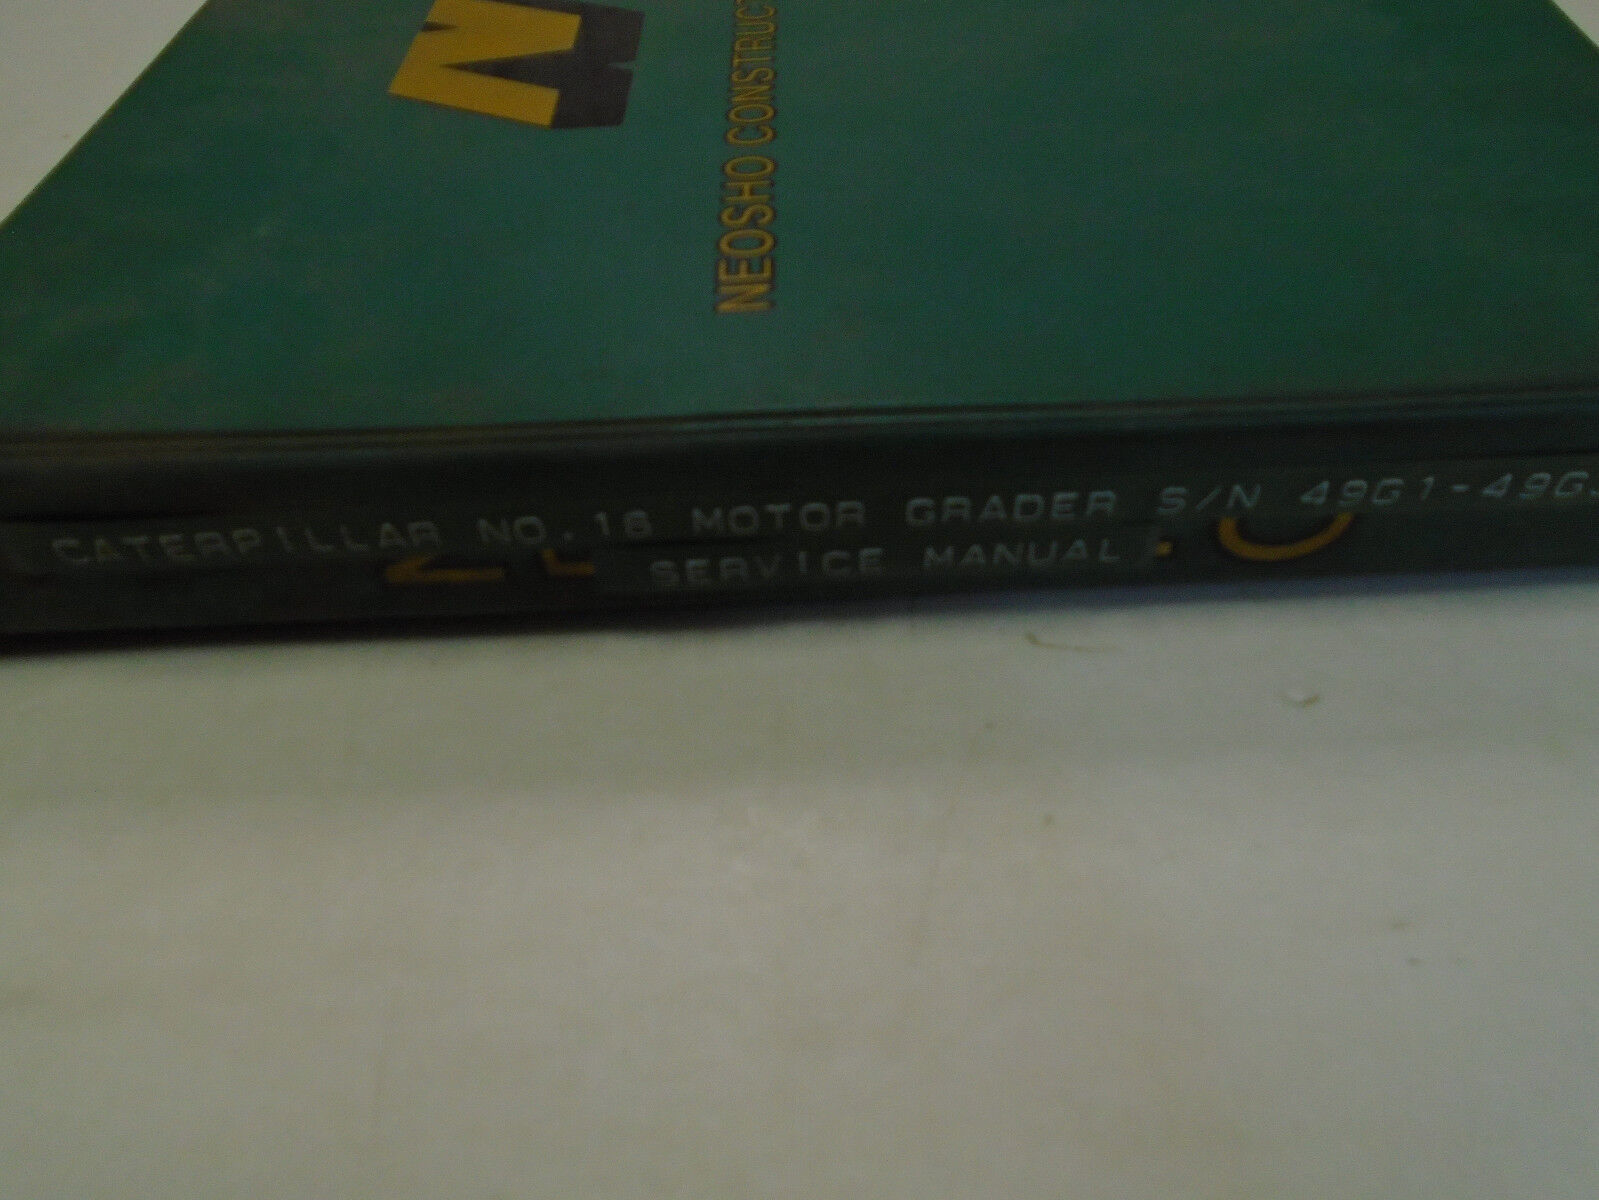 NEOSHO CONSTRUCT
CATERPILLAR NO.16 MOTOR GRADER S/N 49G1-49G
SERVICE MANUAL